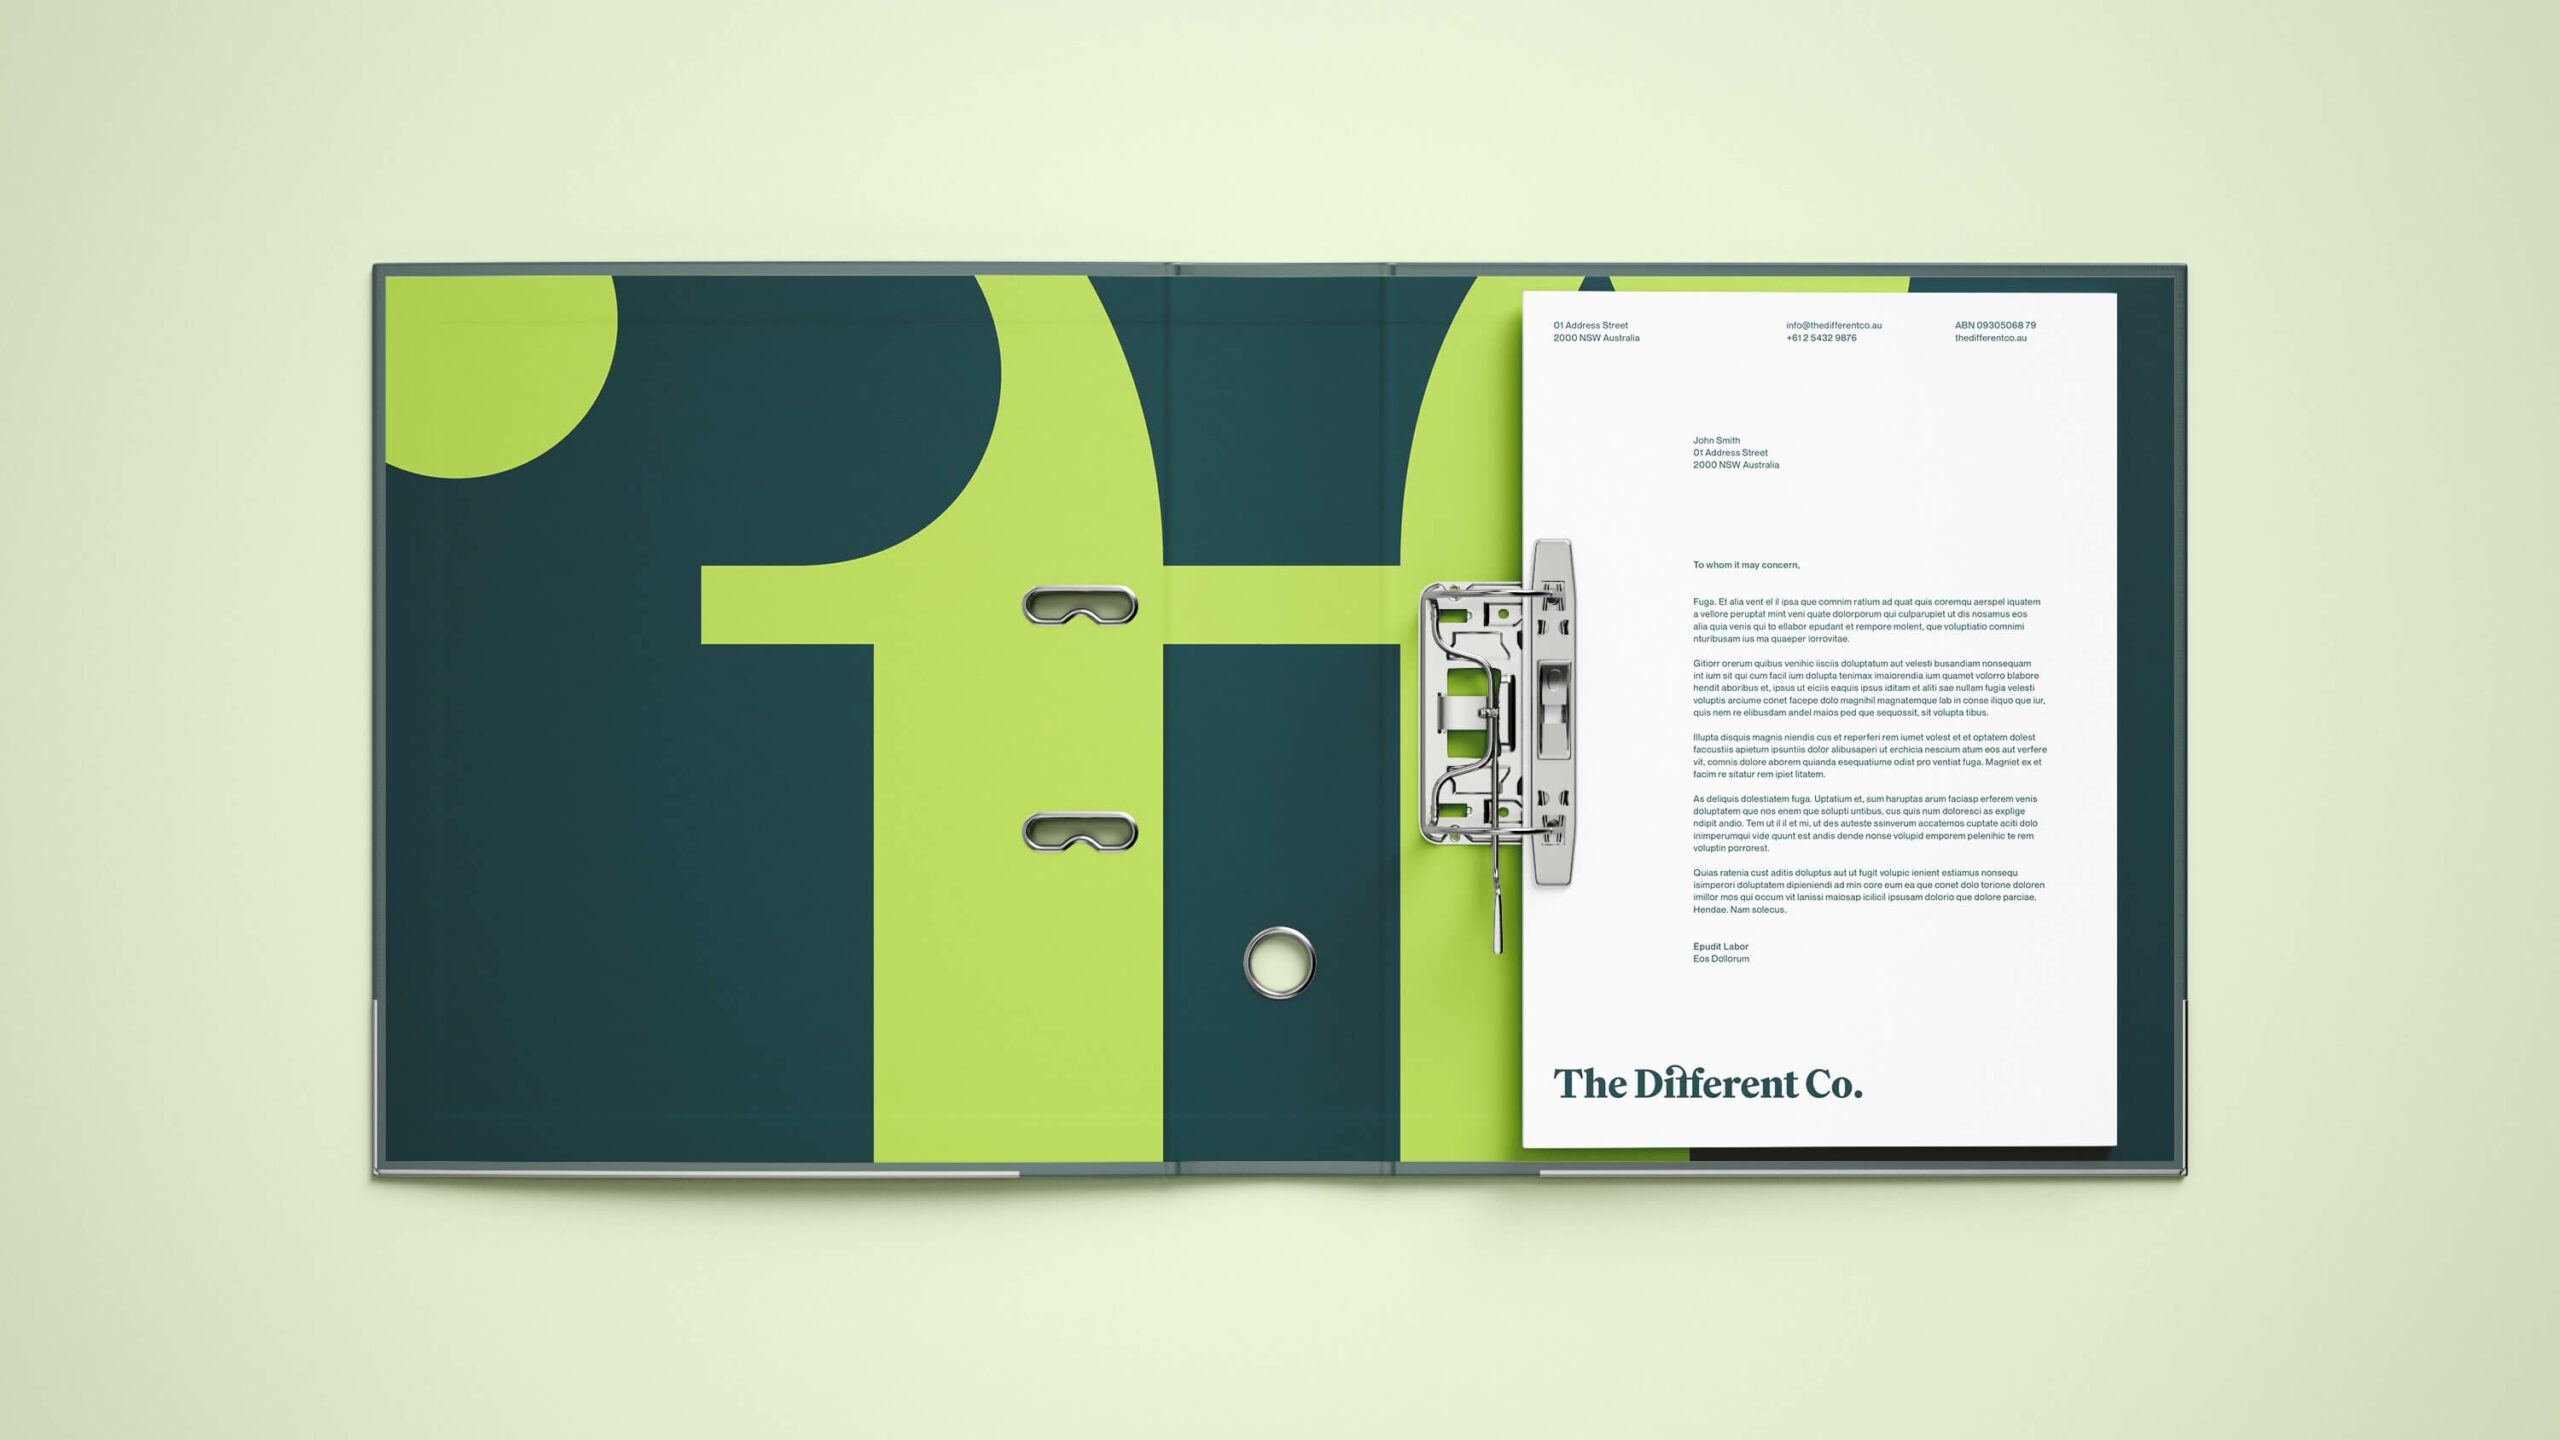 01 Address Street
2000 NSW Australia
info@thedifferentco.au
+61 2 5432 9876
ABN 09305068 79
thedifferentco.au
John Smith
01 Address Street
2000 NSW Australia
To whom it may concern,
Fuga. Et alia vent el il ipsa que comnim ratium ad quat quis coremqu aerspel iquatem
a vellore peruptat mint veni quate dolorporum qui culparupiet ut dis nosamus eos
alia quia venis qui to ellabor epudant et rempore molent, que voluptiatio comnimi
nturibusam ius ma quaeper iorrovitae.
Gitiorr orerum quibus venihic iisciis doluptatum aut velesti busandiam nonsequam
int ium sit qui cum facil ium dolupta tenimax imaiorendia ium quamet volorro blabore
hendit aboribus et, ipsus ut eiciis eaquis ipsus iditam et aliti sae nullam fugia velesti
voluptis arciume conet facepe dolo magnihil magnatemque lab in conse iliquo que iur,
quis nem re elibusdam andel maios ped que sequossit, sit volupta tibus.
Illupta disquis magnis niendis cus et reperferi rem iumet volest et et optatem dolest
faccustiis apietum ipsuntiis dolor alibusaperi ut erchicia nescium atum eos aut verfere
vit, comnis dolore aborem quianda esequatiume odist pro ventiat fuga. Magniet ex et
facim re sitatur rem ipiet litatem.
As deliquis dolestiatem fuga. Uptatium et, sum haruptas arum faciasp erferem venis
doluptatem que nos enem que solupti untibus, cus quis num doloresci as explige
ndipit andio. Tem ut il il et mi, ut des auteste ssinverum accatemos cuptate aciti dolo
inimperumqui vide quunt est andis dende nonse volupid emporem pelenihic te rem
voluptin porrorest.
Quias ratenia cust aditis doluptus aut ut fugit volupic ienient estiamus nonsequ
isimperori doluptatem dipieniendi ad min core eum ea que conet dolo torione doloren
imillor mos qui occum vit lanissi maiosap icilicil ipsusam dolorio que dolore parciae.
Hendae. Nam solecus.
Epudit Labor
Eos Dollorum
The Different Co.